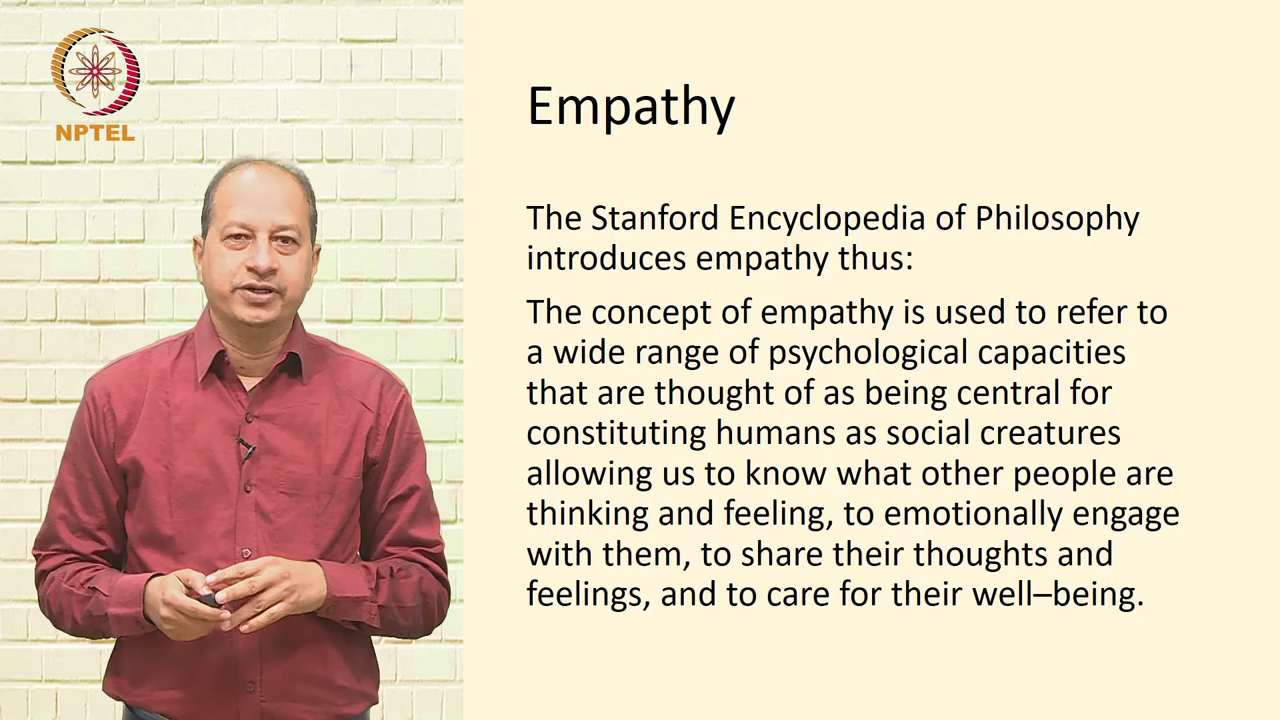 NPTEL
Empathy
The Stanford Encyclopedia of Philosophy
introduces empathy thus:
The concept of empathy is used to refer to
a wide range of psychological capacities
that are thought of as being central for
constituting humans as social creatures
allowing us to know what other people are
thinking and feeling, to emotionally engage
with them, to share their thoughts and
feelings, and to care for their well–being.